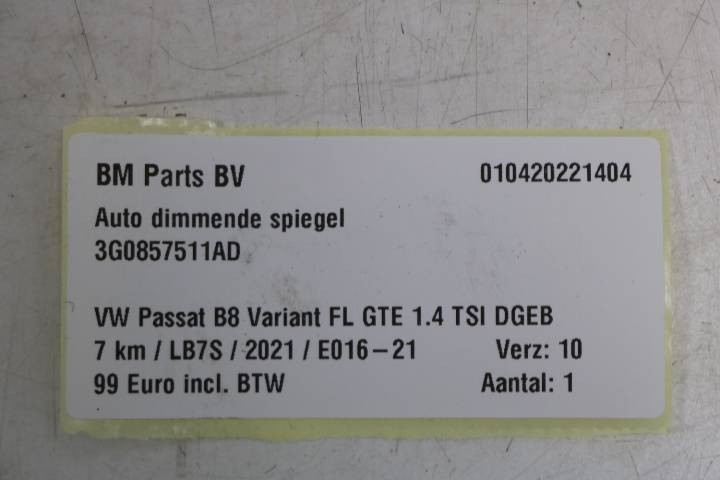 BM Parts BV 010420221404
Auto dimmende spiegel
3G0857511AD
VW Passat B8 Variant FL GTE 1.4 TSI DGEB
7 km / LB7S / 2021 / E016-21 Verz: 10
99 Euro incl. BTW Aantal: 1